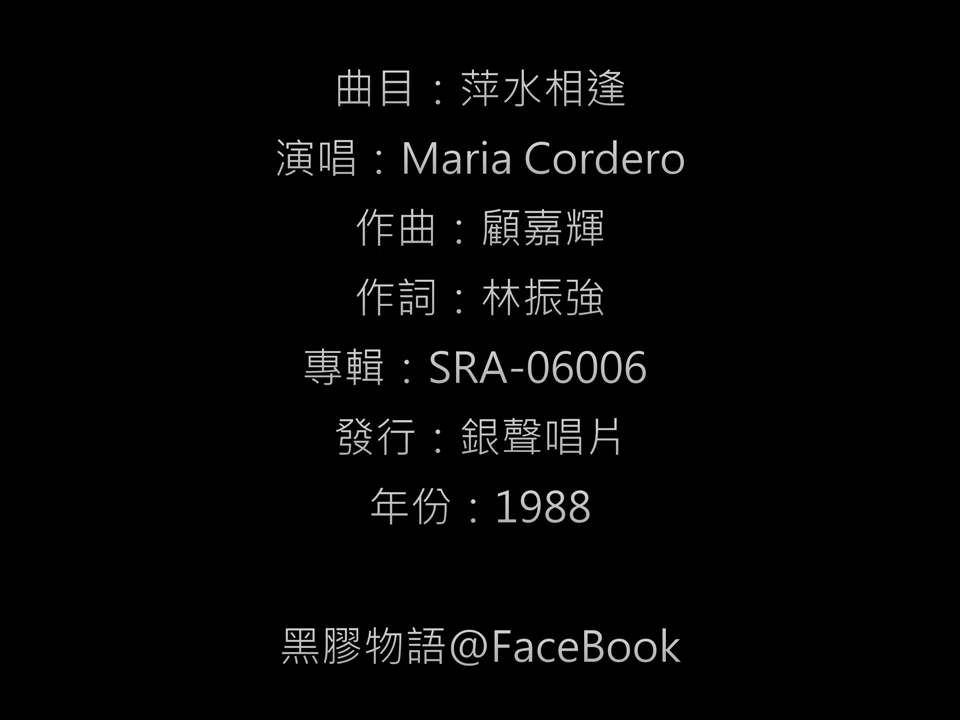 曲目：萍水相逢
演唱：Maria Cordero
作曲：顧嘉輝
作詞：林振強
專輯：SRA-06006
發行：銀聲唱片
年份：1988
黑膠物語@FaceBook